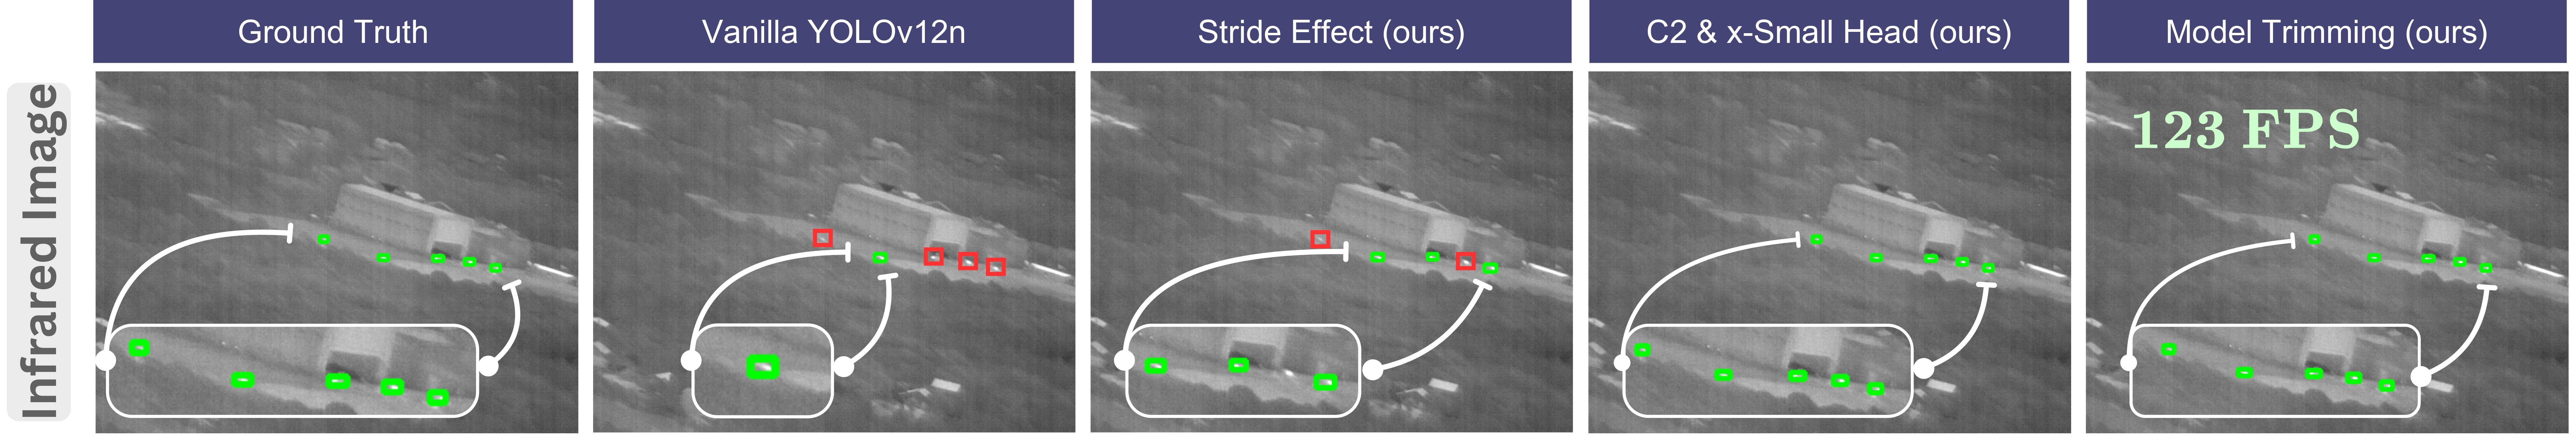 Ground Truth
Vanilla YOLOv12n
Stride Effect (ours)
C2 & x-Small Head (ours)
Model Trimming (ours)
Infrared Image
123 FPS